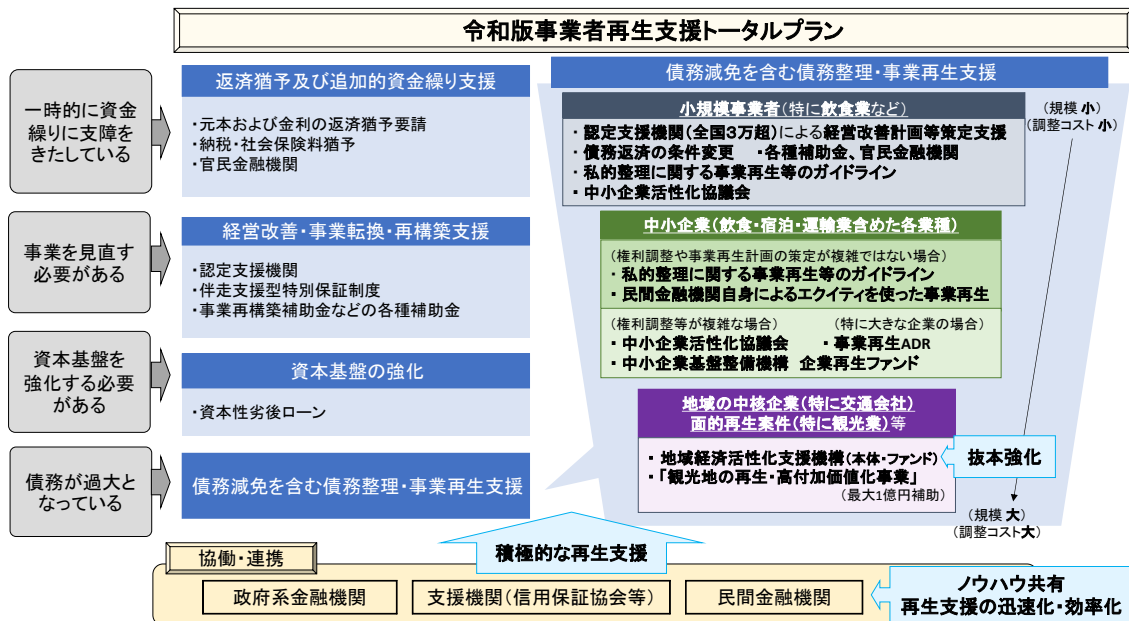 令和版事業者再生支援トータルプラン
一時的に資金
繰りに支障を
きたしている
返済猶予及び追加的資金繰り支援
・元本および金利の返済猶予要請
・納税・社会保険料猶予
・官民金融機関
事業を見直す
必要がある
経営改善・事業転換・再構築支援
・認定支援機関
・伴走支援型特別保証制度
・事業再構築補助金などの各種補助金
資本基盤を
強化する必要
がある
資本基盤の強化
・資本性劣後ローン
債務が過大と
なっている
債務減免を含む債務整理・事業再生支援
債務減免を含む債務整理・事業再生支援
小規模事業者(特に飲食業など)
・認定支援機関(全国3万超)による経営改善計画等策定支援
・債務返済の条件変更 ・各種補助金、官民金融機関
・私的整理に関する事業再生等のガイドライン
・中小企業活性化協議会
(規模 小)
(調整コスト 小)
中小企業(飲食・宿泊・運輸業含めた各業種)
(権利調整や事業再生計画の策定が複雑ではない場合)
・私的整理に関する事業再生等のガイドライン
・民間金融機関自身によるエクイティを使った事業再生
(権利調整等が複雑な場合) (特に大きな企業の場合)
・中小企業活性化協議会 ・事業再生ADR
・中小企業基盤整備機構 企業再生ファンド
地域の中核企業(特に交通会社)
面的再生案件(特に観光業)等
・地域経済活性化支援機構(本体・ファンド)
・「観光地の再生・高付加価値化事業」
(最大1億円補助)
抜本強化
(規模 大)
(調整コスト大)
積極的な再生支援
協働・連携
政府系金融機関
支援機関(信用保証協会等)
民間金融機関
ノウハウ共有
再生支援の迅速化・効率化